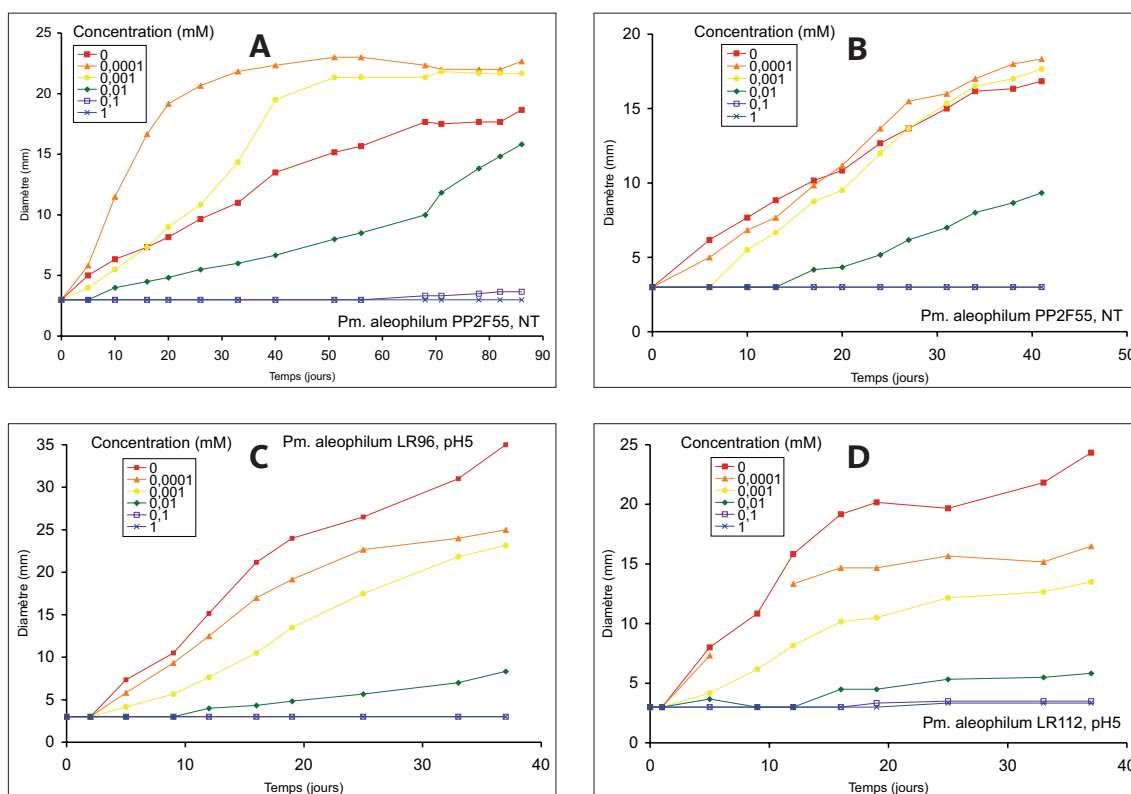 Concentration (mM)
A
0
0,0001
0,001
0,01
0,1
1
25
20
15
10
5
0
Diamètre (mm)
0 10 20 30 40 50 60 70 80 90
Temps (jours)
Pm. aleophilum PP2F55, NT
Concentration (mM)
B
0
0,0001
0,001
0,01
0,1
1
20
15
10
5
0
Diamètre (mm)
0 10 20 30 40 50
Temps (jours)
Pm. aleophilum PP2F55, NT
Concentration (mM)
C
Pm. aleophilum LR96, pH5
0
0,0001
0,001
0,01
0,1
1
35
30
25
20
15
10
5
0
Diamètre (mm)
0 10 20 30 40
Temps (jours)
Concentration (mM)
D
0
0,0001
0,001
0,01
0,1
1
25
20
15
10
5
0
Diamètre (mm)
0 10 20 30 40
Temps (jours)
Pm. aleophilum LR112, pH5